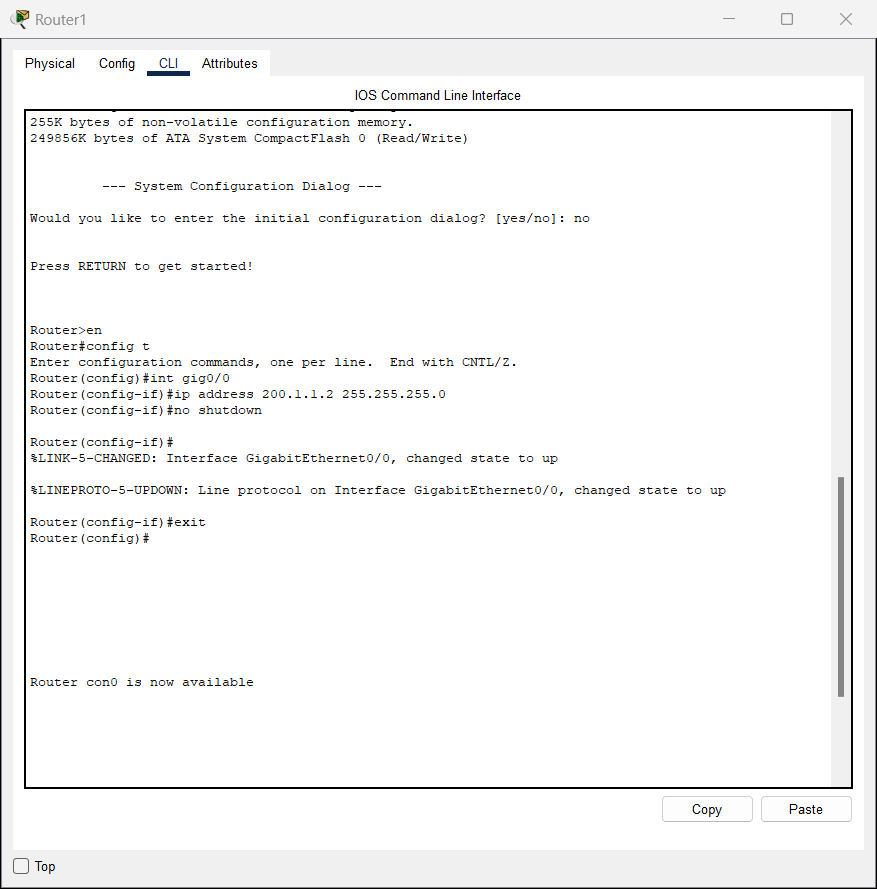 Router1
Physical Config CLI Attributes
IOS Command Line Interface
255K bytes of non-volatile configuration memory.
249856K bytes of ATA System CompactFlash 0 (Read/Write)
--- System Configuration Dialog ---
Would you like to enter the initial configuration dialog? [yes/no]: no
Press RETURN to get started!
Router>en
Router#config t
Enter configuration commands, one per line.  End with CNTL/Z.
Router(config)#int gig0/0
Router(config-if)#ip address 200.1.1.2 255.255.255.0
Router(config-if)#no shutdown
Router(config-if)#
%LINK-5-CHANGED: Interface GigabitEthernet0/0, changed state to up
%LINEPROTO-5-UPDOWN: Line protocol on Interface GigabitEthernet0/0, changed state to up
Router(config-if)#exit
Router(config)#
Router con0 is now available
Copy Paste
Top